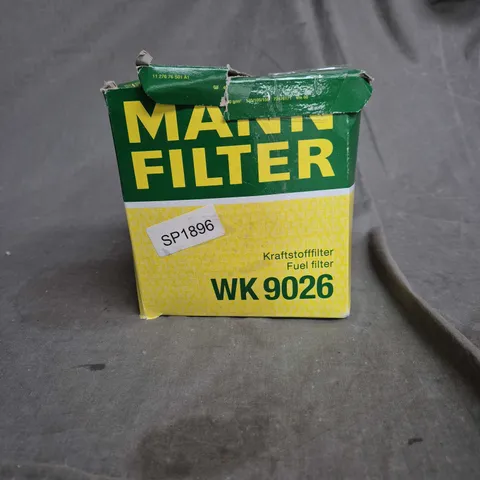 MANN
FILTER
SP1896
Kraftstofffilter
Fuel filter
WK 9026